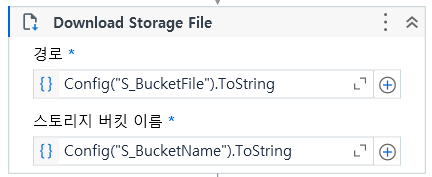 Download Storage File
경로 *
{} Config("S_BucketFile").ToString
스토리지 버킷 이름 *
{} Config("S_BucketName").ToString